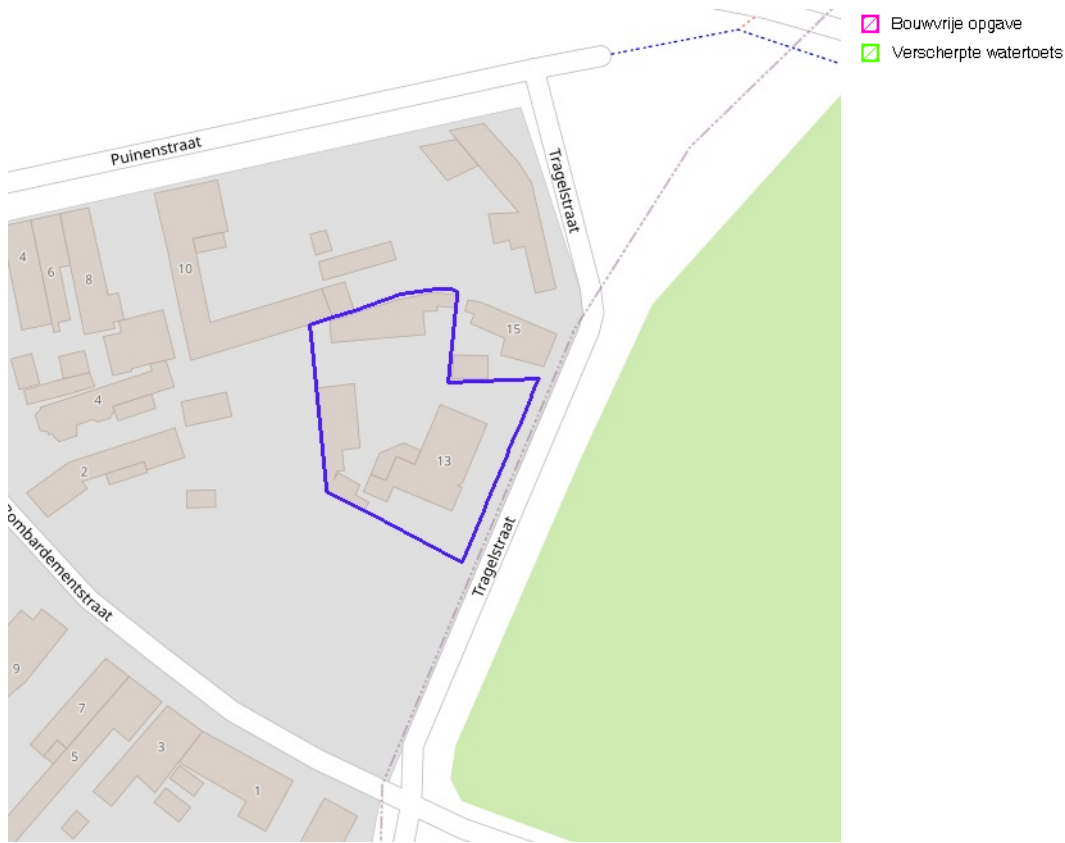 Bouwvrije opgave
Verscherpte watertoets
Puinenstraat
Tragelstraat
4
6
8
10
15
4
13
2
Tragelstraat
Bombardementstraat
9
7
3
5
1